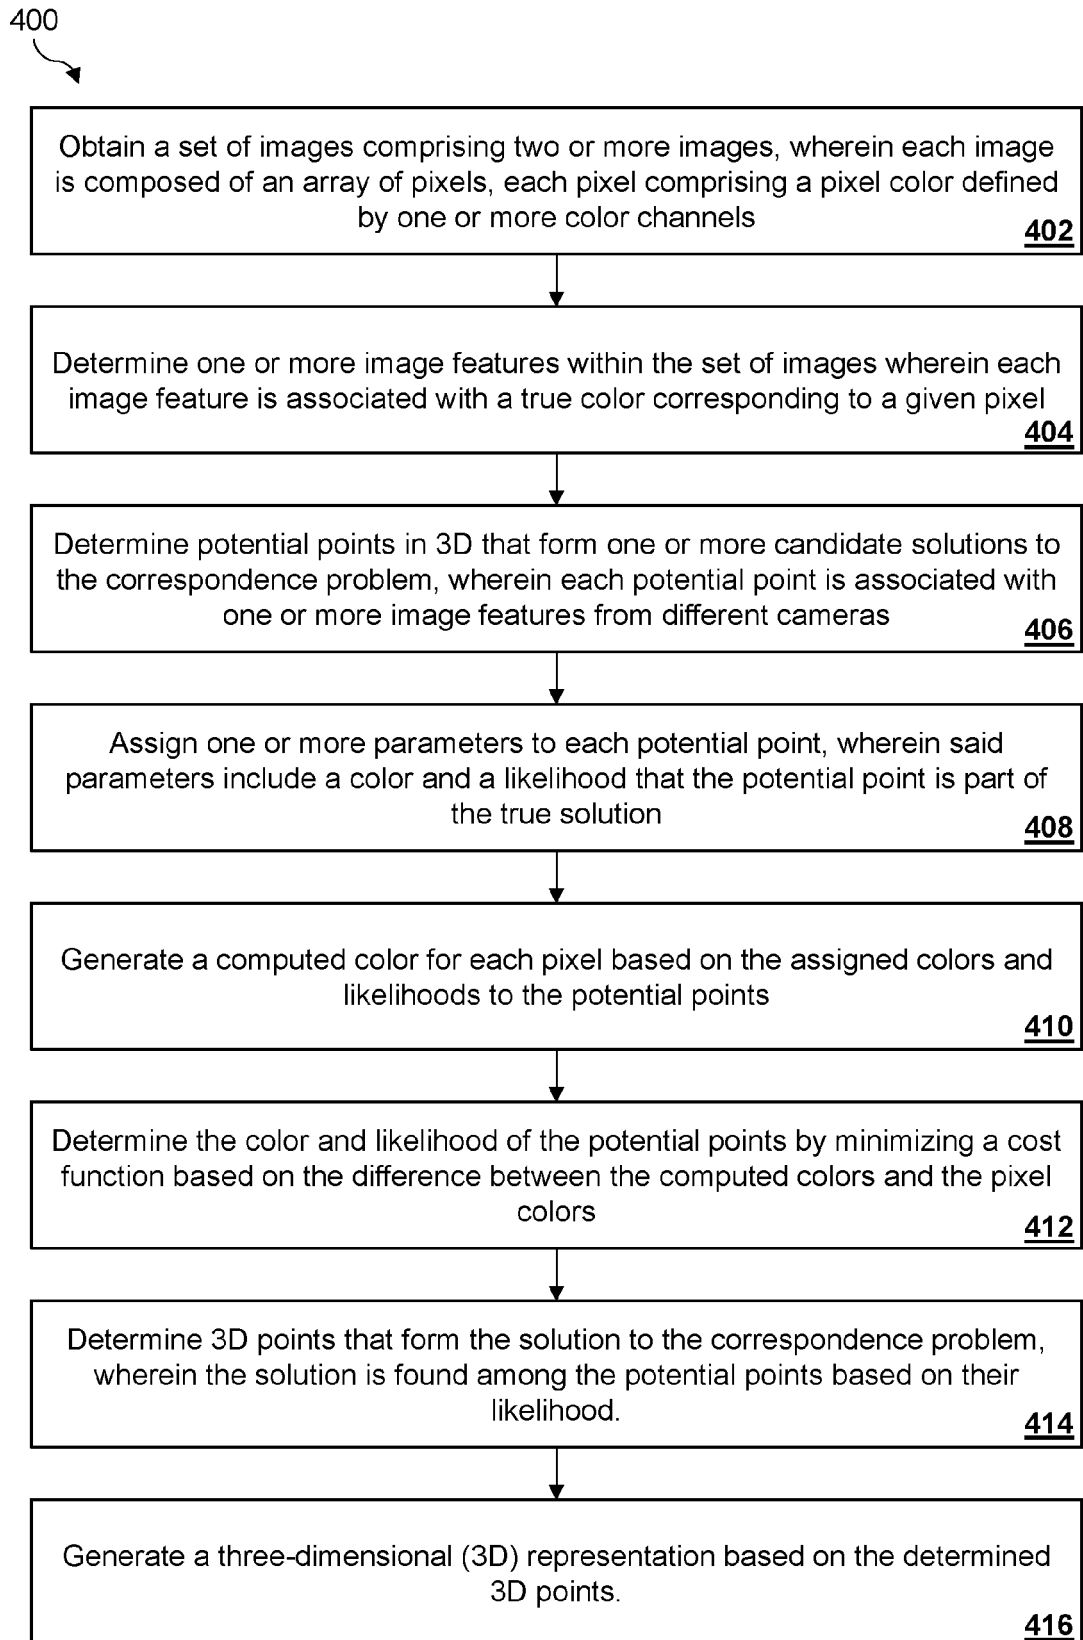 400
Obtain a set of images comprising two or more images, wherein each image
is composed of an array of pixels, each pixel comprising a pixel color defined
by one or more color channels
402
Determine one or more image features within the set of images wherein each
image feature is associated with a true color corresponding to a given pixel
404
Determine potential points in 3D that form one or more candidate solutions to
the correspondence problem, wherein each potential point is associated with
one or more image features from different cameras
406
Assign one or more parameters to each potential point, wherein said
parameters include a color and a likelihood that the potential point is part of
the true solution
408
Generate a computed color for each pixel based on the assigned colors and
likelihoods to the potential points
410
Determine the color and likelihood of the potential points by minimizing a cost
function based on the difference between the computed colors and the pixel
colors
412
Determine 3D points that form the solution to the correspondence problem,
wherein the solution is found among the potential points based on their
likelihood.
414
Generate a three-dimensional (3D) representation based on the determined
3D points.
416